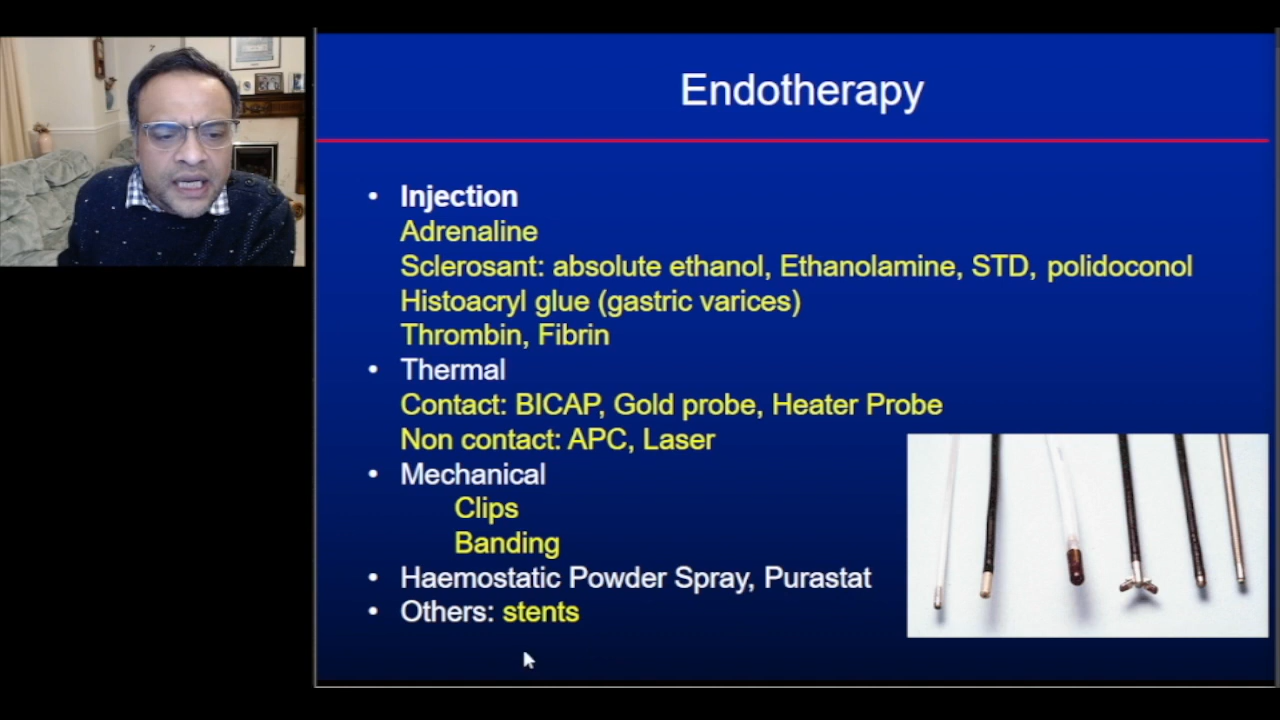 Endotherapy
• Injection
Adrenaline
Sclerosant: absolute ethanol, Ethanolamine, STD, polidoconol
Histoacryl glue (gastric varices)
Thrombin, Fibrin
• Thermal
Contact: BICAP, Gold probe, Heater Probe
Non contact: APC, Laser
• Mechanical
Clips
Banding
• Haemostatic Powder Spray, Purastat
• Others: stents